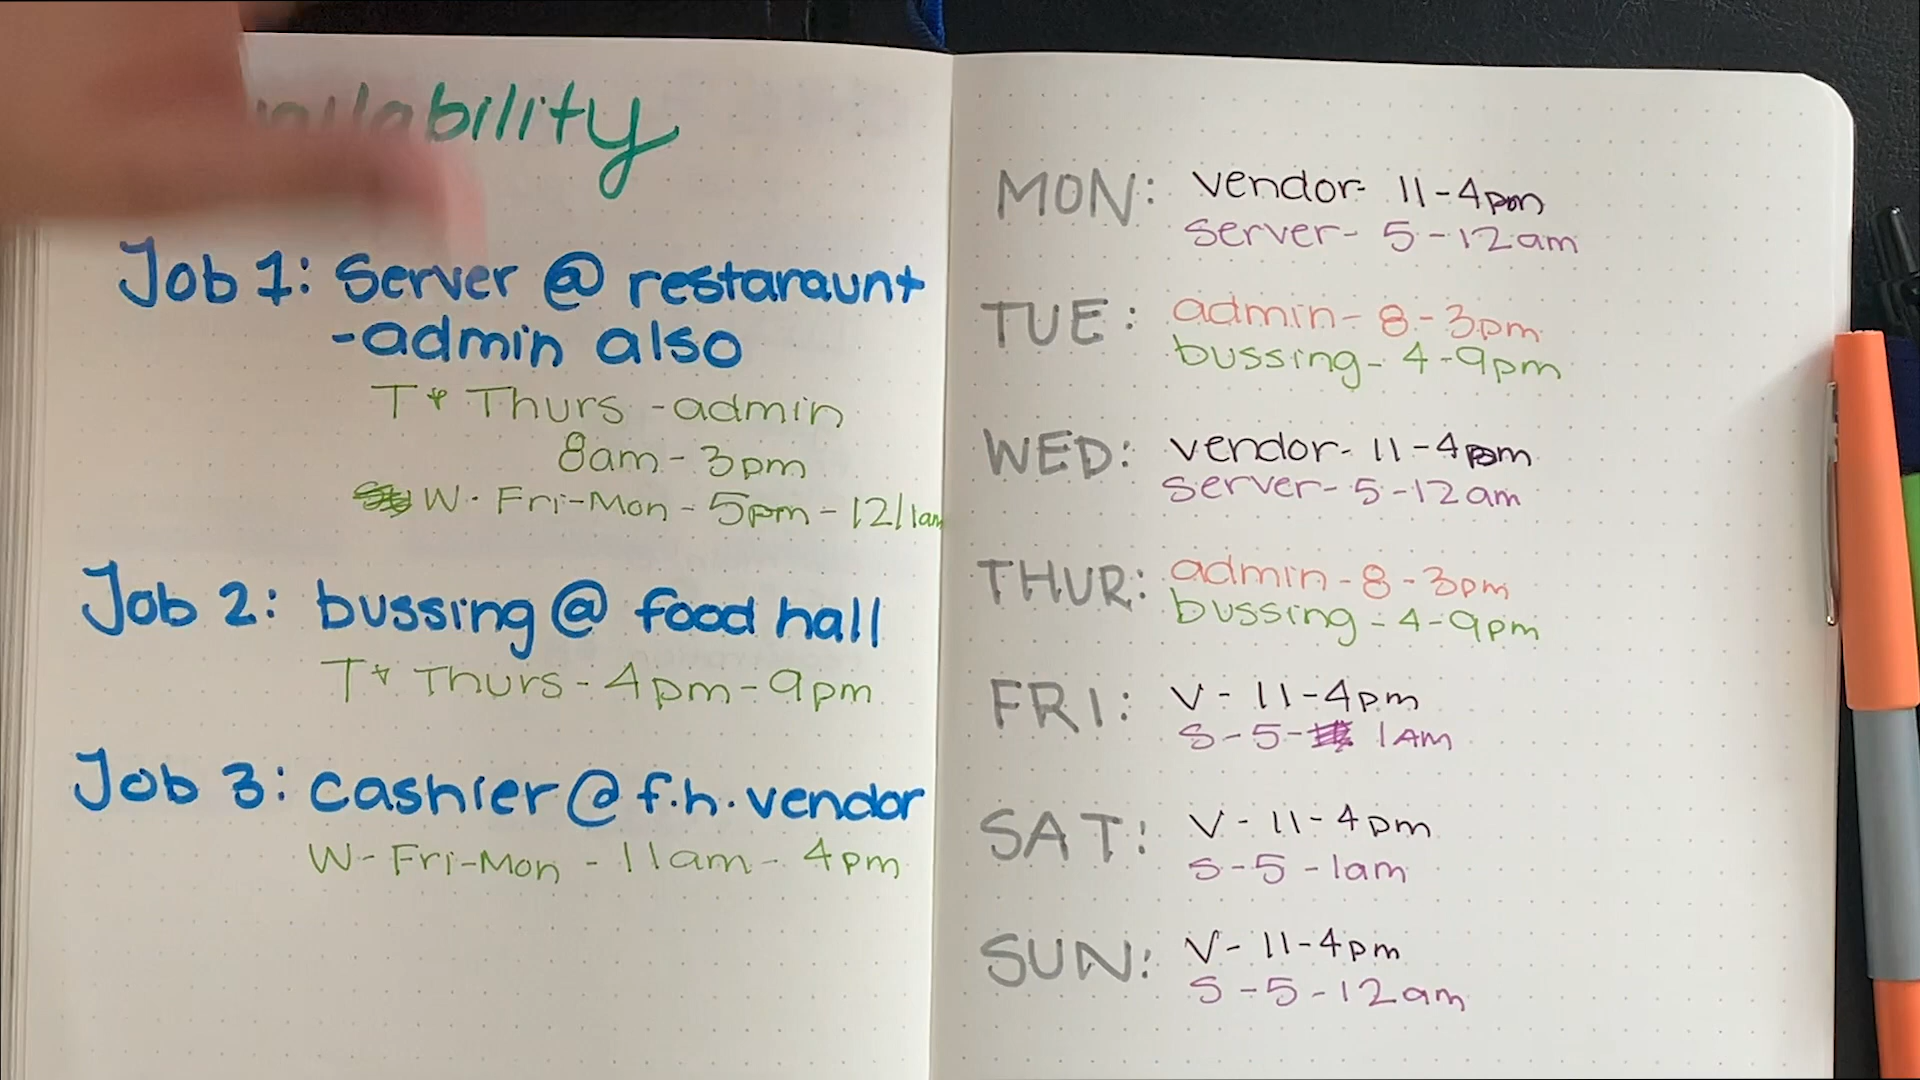 Availability
Job 1: Server @ restaraunt
-admin also
T & Thurs - admin
8am - 3pm
W - Fri-Mon - 5pm - 12/1am
Job 2: bussing @ food hall
T & Thurs - 4pm - 9pm
Job 3: cashier @ f.h. vendor
W - Fri-Mon - 11am - 4pm
MON: vendor - 11-4pm
server - 5-12am
TUE: admin - 8-3pm
bussing - 4-9pm
WED: vendor - 11-4pm
server - 5-12am
THUR: admin - 8-3pm
bussing - 4-9pm
FRI: V - 11-4pm
S - 5- 1AM
SAT: V - 11-4pm
S - 5-1am
SUN: V - 11-4pm
S - 5-12am